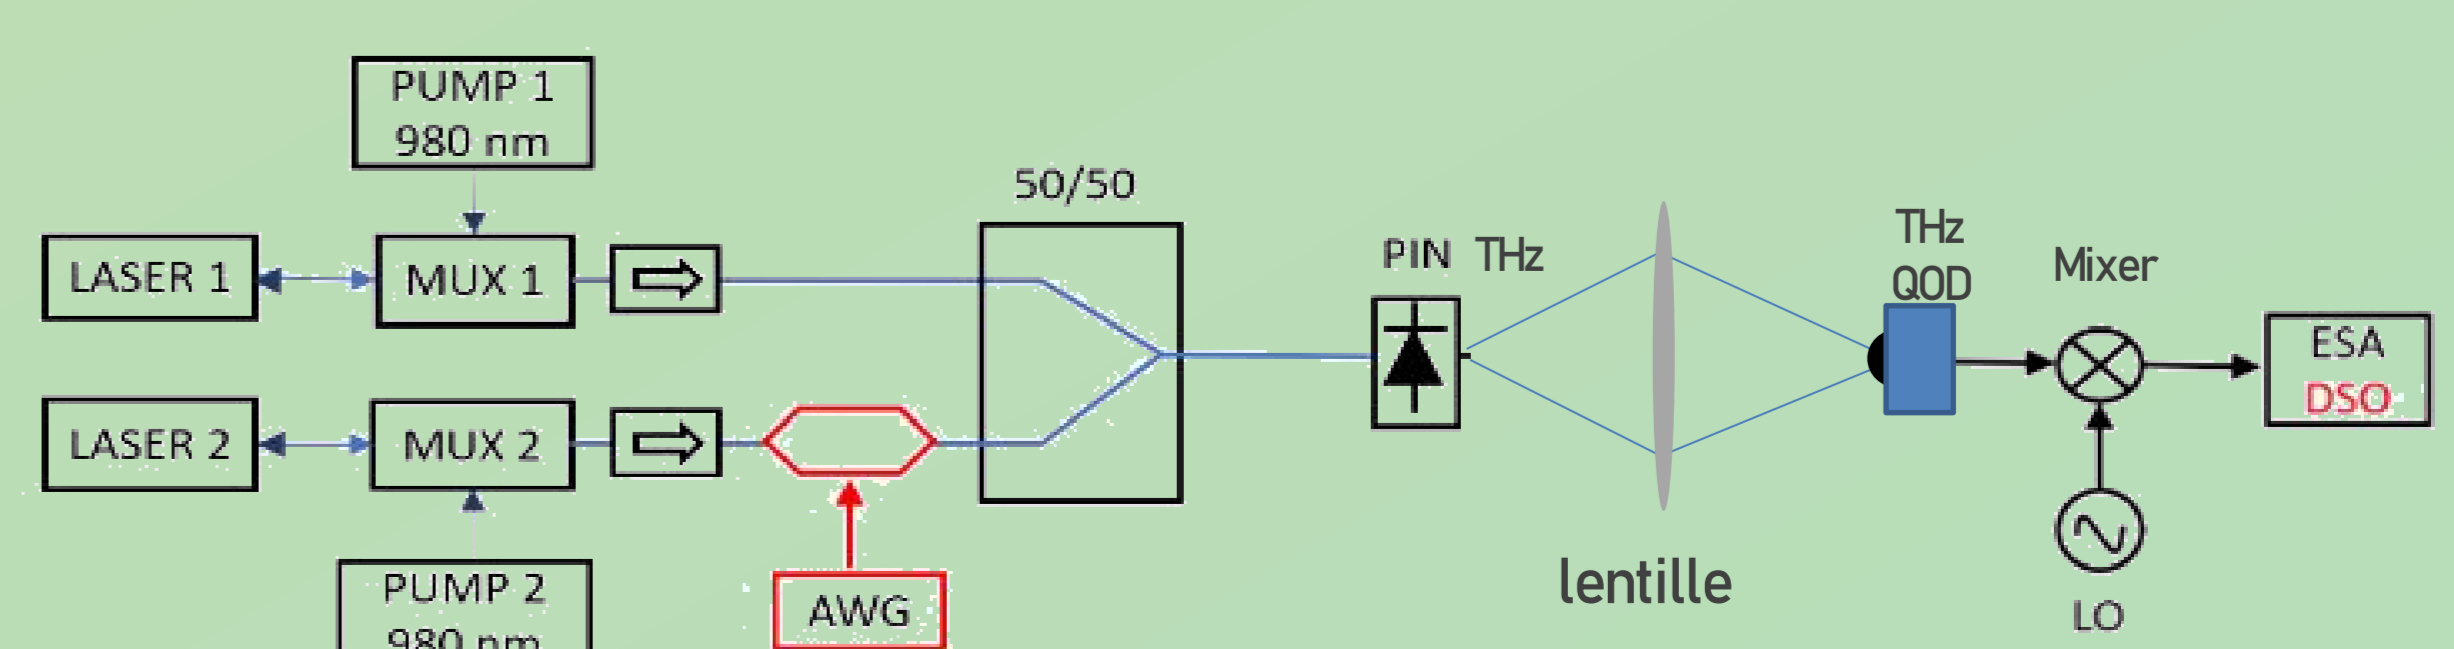 PUMP 1
980 nm
50/50
LASER 1
MUX 1
PIN
THz
THz
QOD
Mixer
ESA
DSO
LASER 2
MUX 2
PUMP 2
980 nm
AWG
lentille
LO